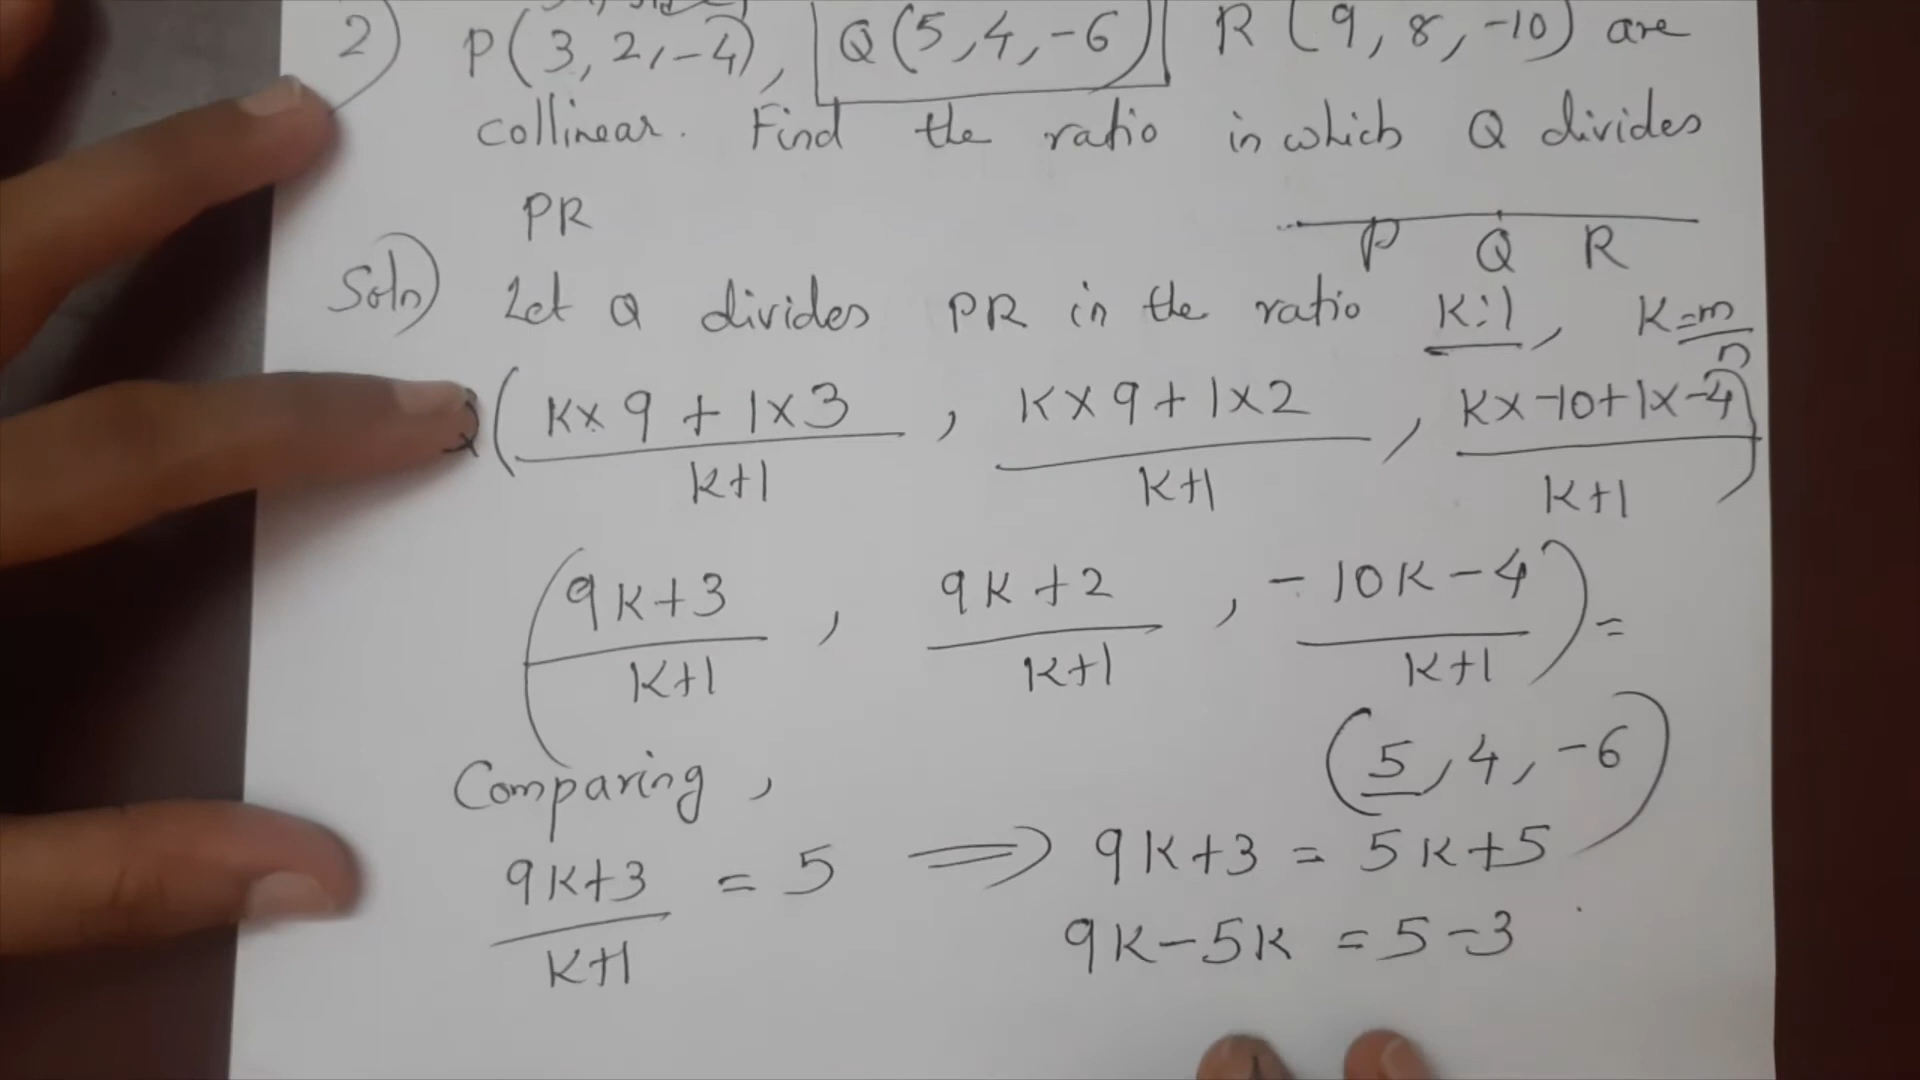 2) P(3, 2, -4), Q(5, 4, -6) R (9, 8, -10) are
collinear. Find the ratio in which Q divides
PR
P Q R
Soln) Let Q divides PR in the ratio K:1, K=m/n
Q( (K×9+1×3)/(K+1) , (K×9+1×2)/(K+1) , (K×-10+1×-4)/(K+1) )
( (9K+3)/(K+1) , (9K+2)/(K+1) , (-10K-4)/(K+1) ) =
(5, 4, -6)
Comparing,
(9K+3)/(K+1) = 5 ⟹ 9K+3 = 5K+5
9K-5K = 5-3